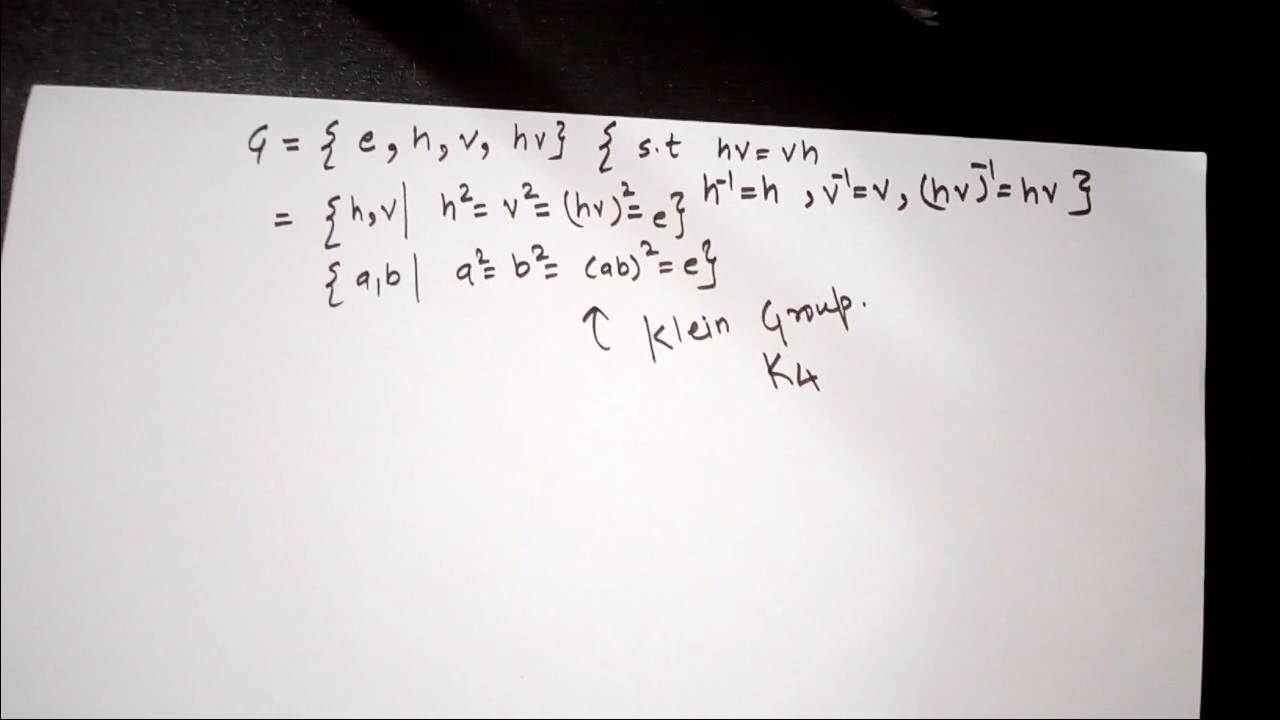 G = { e, h, v, hv} { s.t hv = vh
= {h, v| h² = v² = (hv)² = e} h⁻¹ = h , v⁻¹ = v, (hv)⁻¹ = hv }
{ a, b | a² = b² = (ab)² = e}
↑ Klein Group.
K4